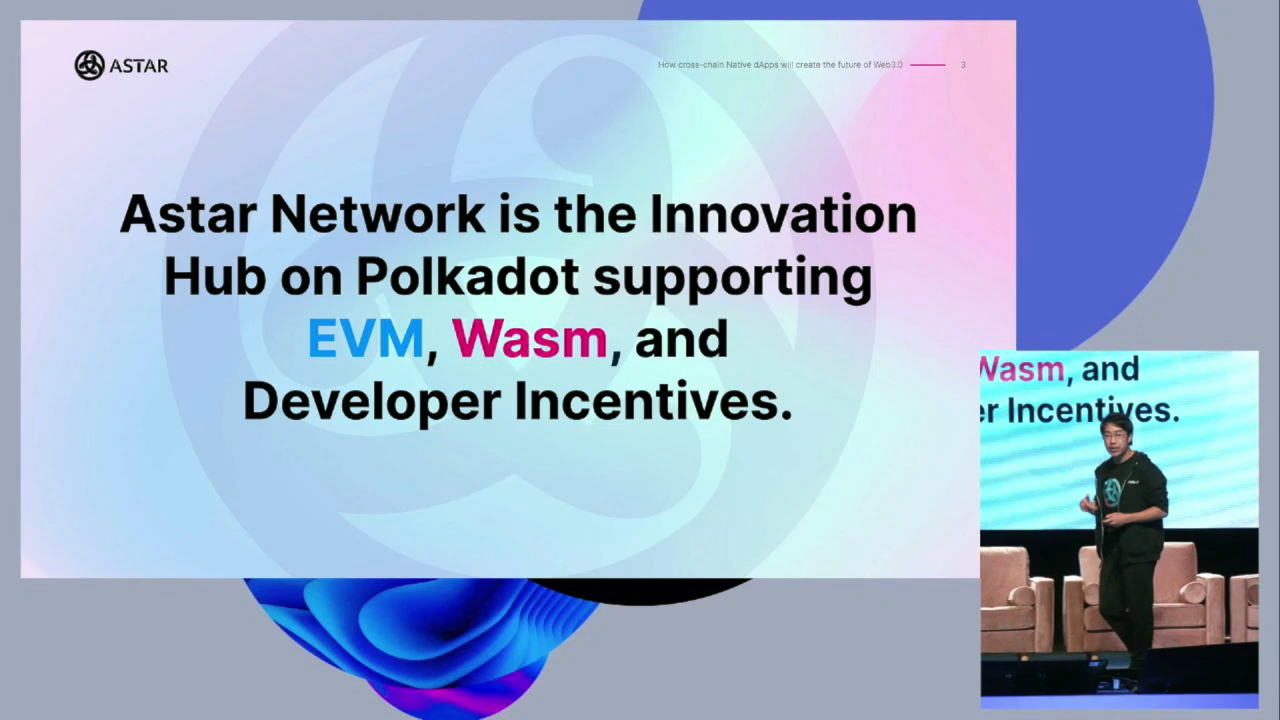 ASTAR
How cross-chain Native dApps will create the future of Web3.0
3
Astar Network is the Innovation
Hub on Polkadot supporting
EVM, Wasm, and
Developer Incentives.
Wasm, and
er Incentives.